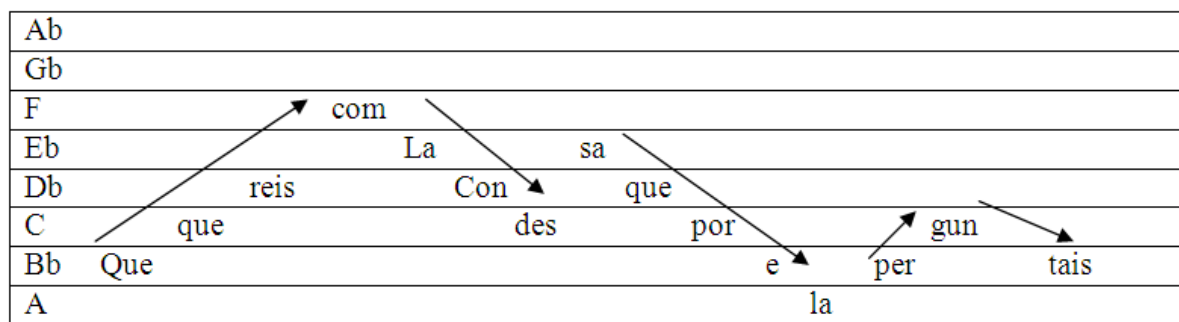 Ab
Gb
F com
Eb La sa
Db reis Con que
C que des por gun
Bb Que e per tais
A la